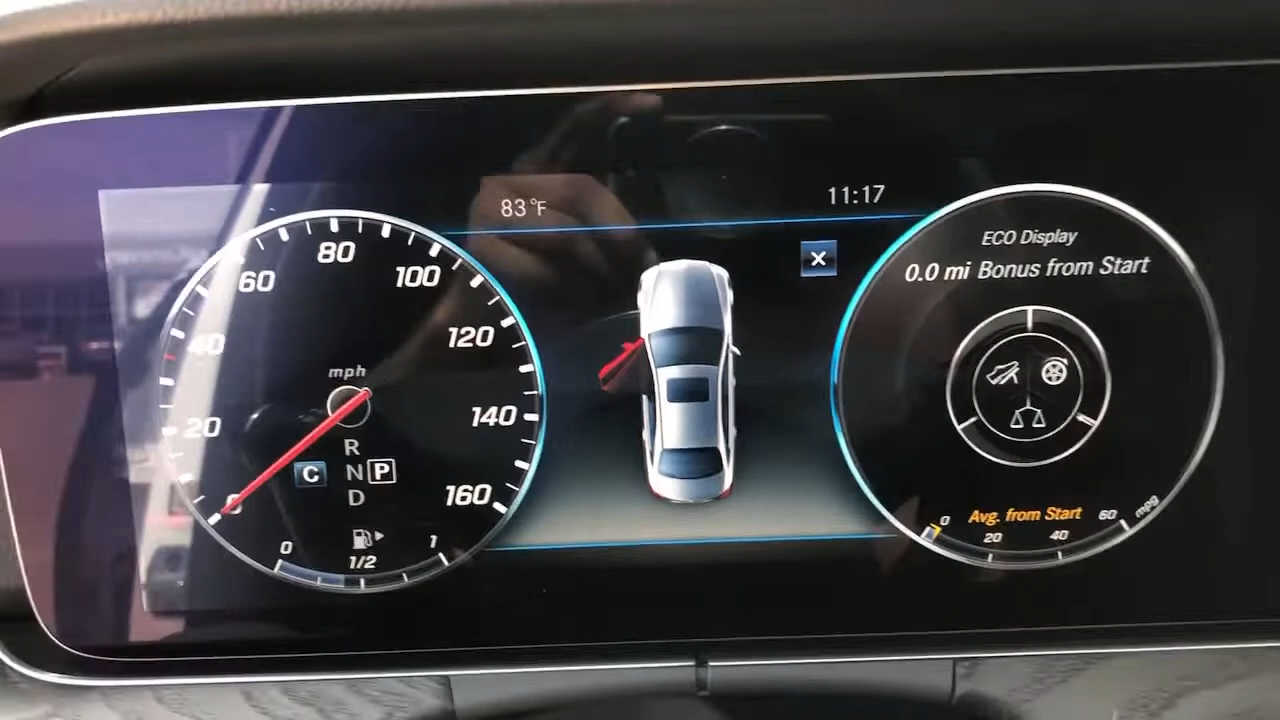 83°F
11:17
80
60
100
120
40
mph
140
20
R
C
N P
D
0
160
0
1/2
1
ECO Display
0.0 mi Bonus from Start
Avg. from Start
0
20
40
60
mpg